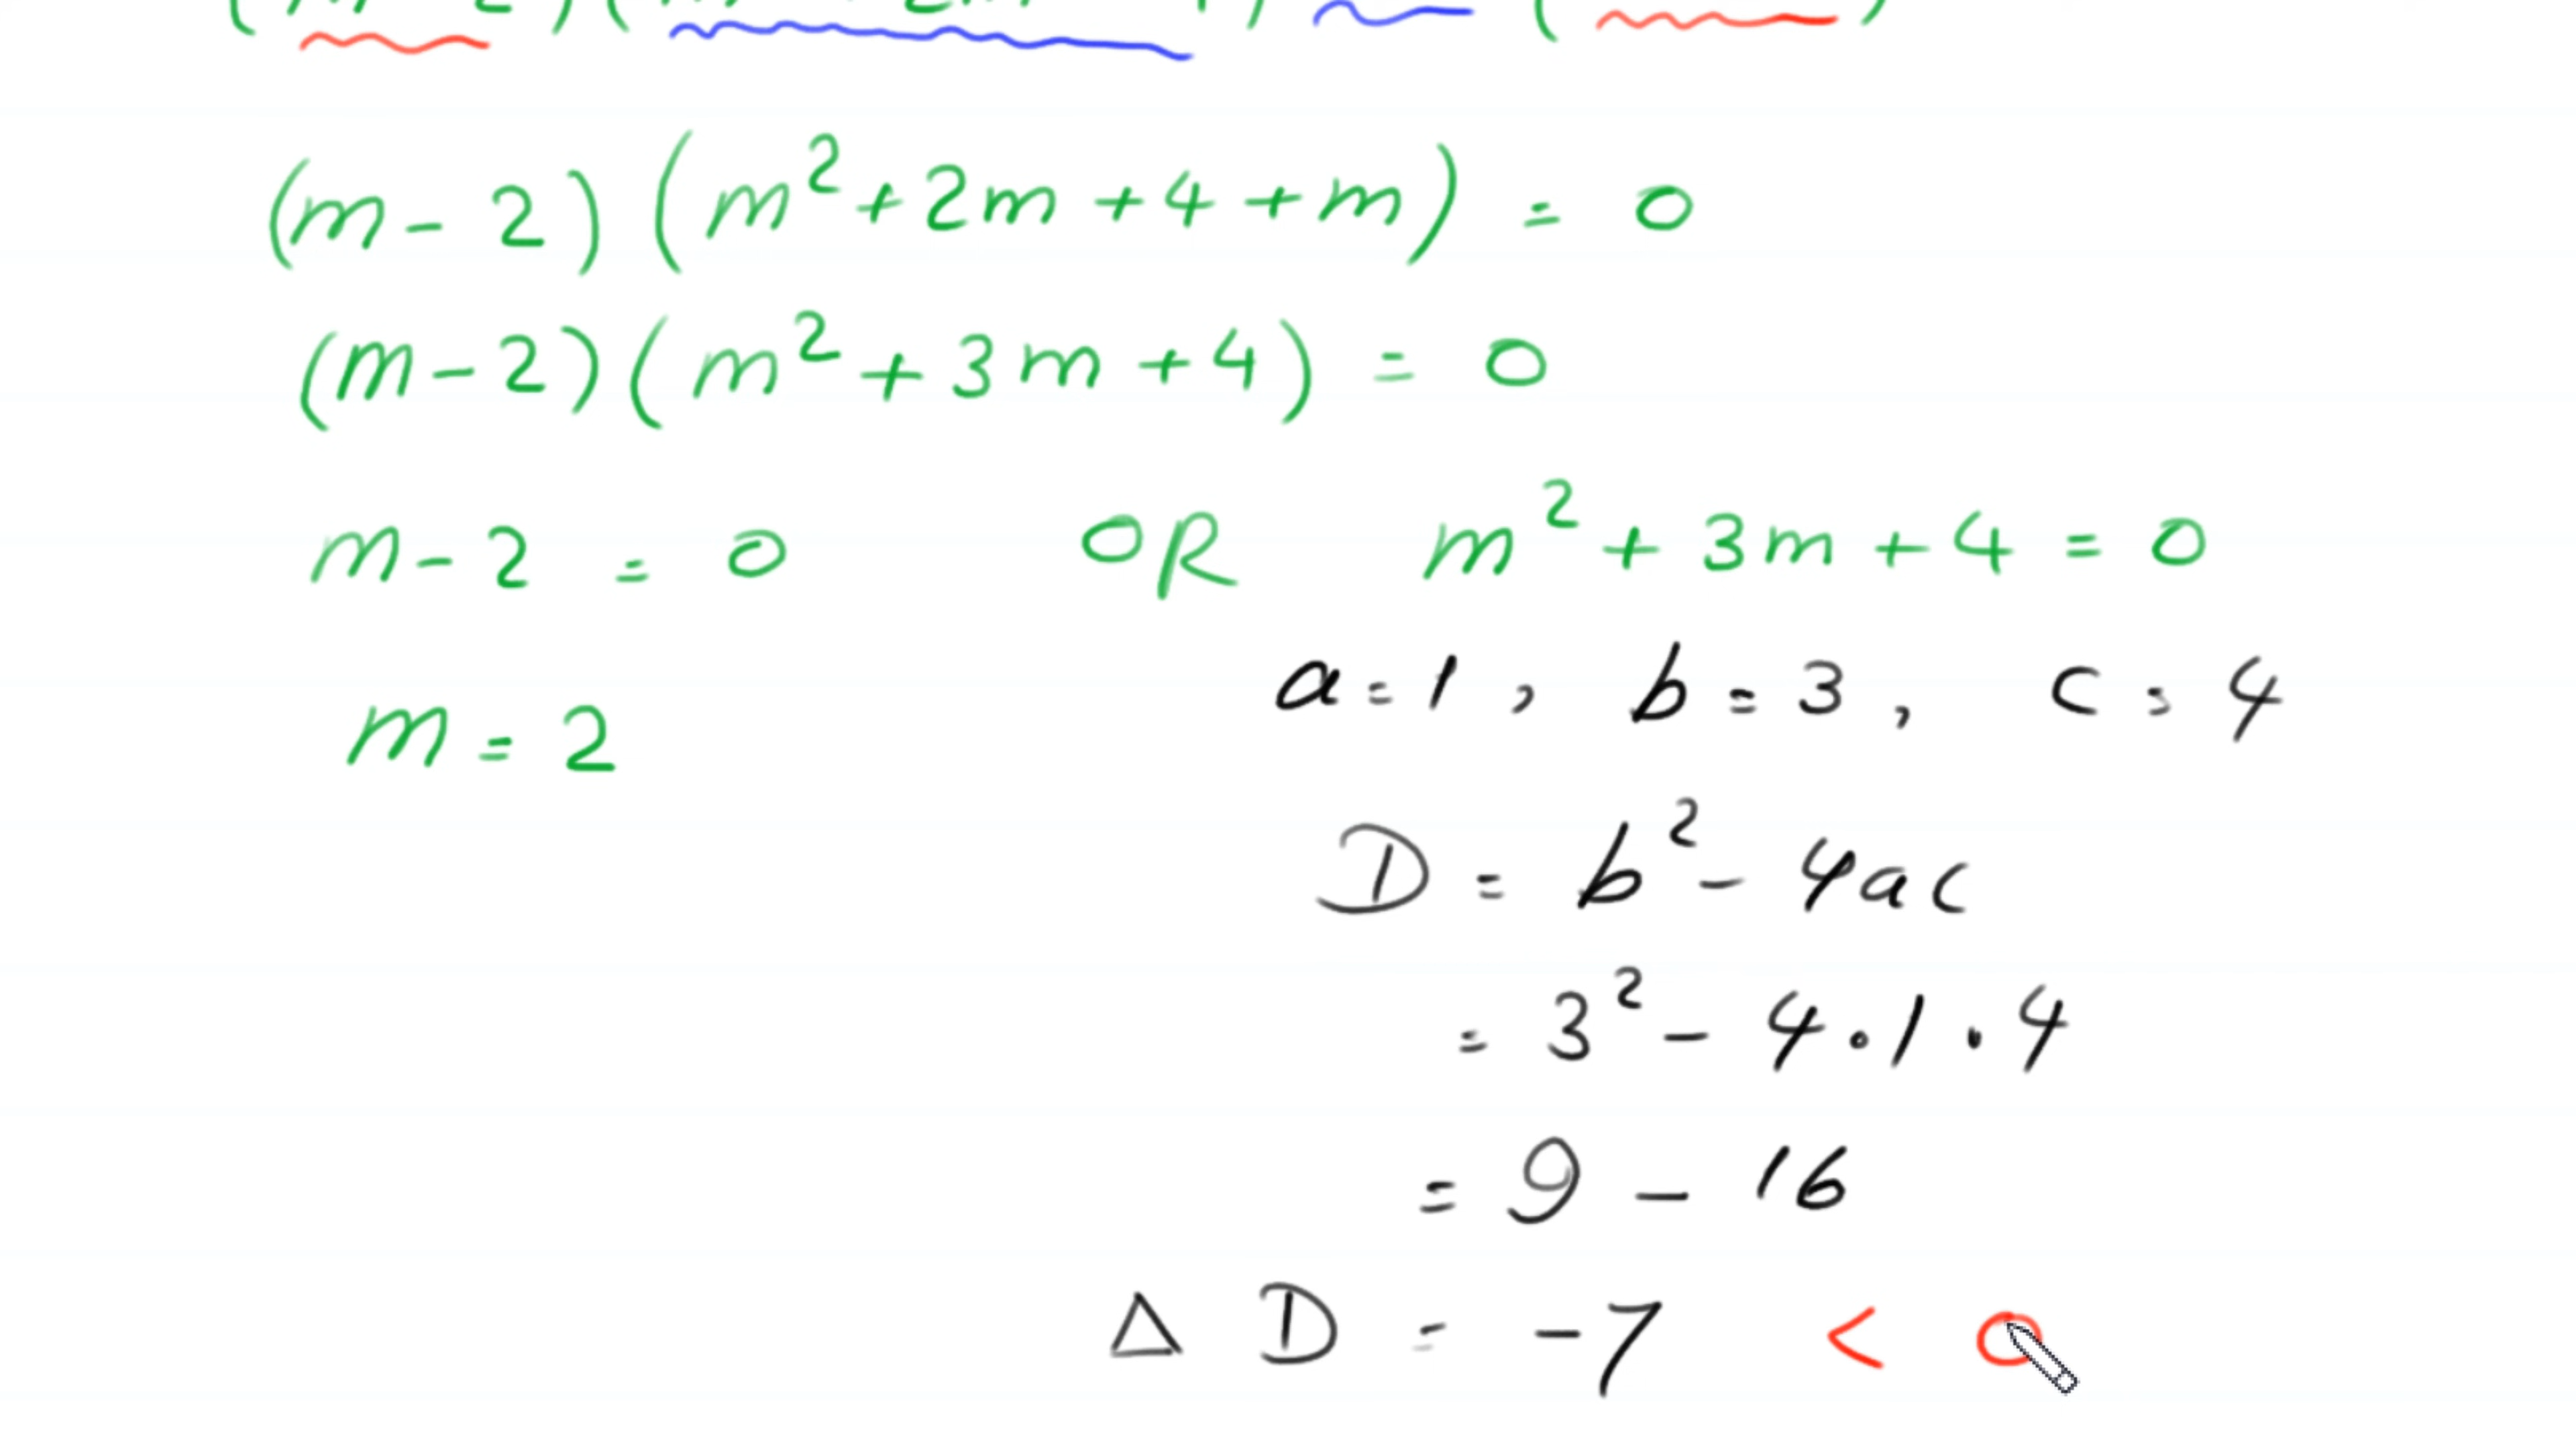 (m-2)(m²+2m+4+m) = 0
(m-2)(m²+3m+4) = 0
m-2 = 0 OR m²+3m+4 = 0
a=1, b=3, c=4
m=2
D = b²-4ac
= 3²-4·1·4
= 9-16
Δ D = -7 < 0